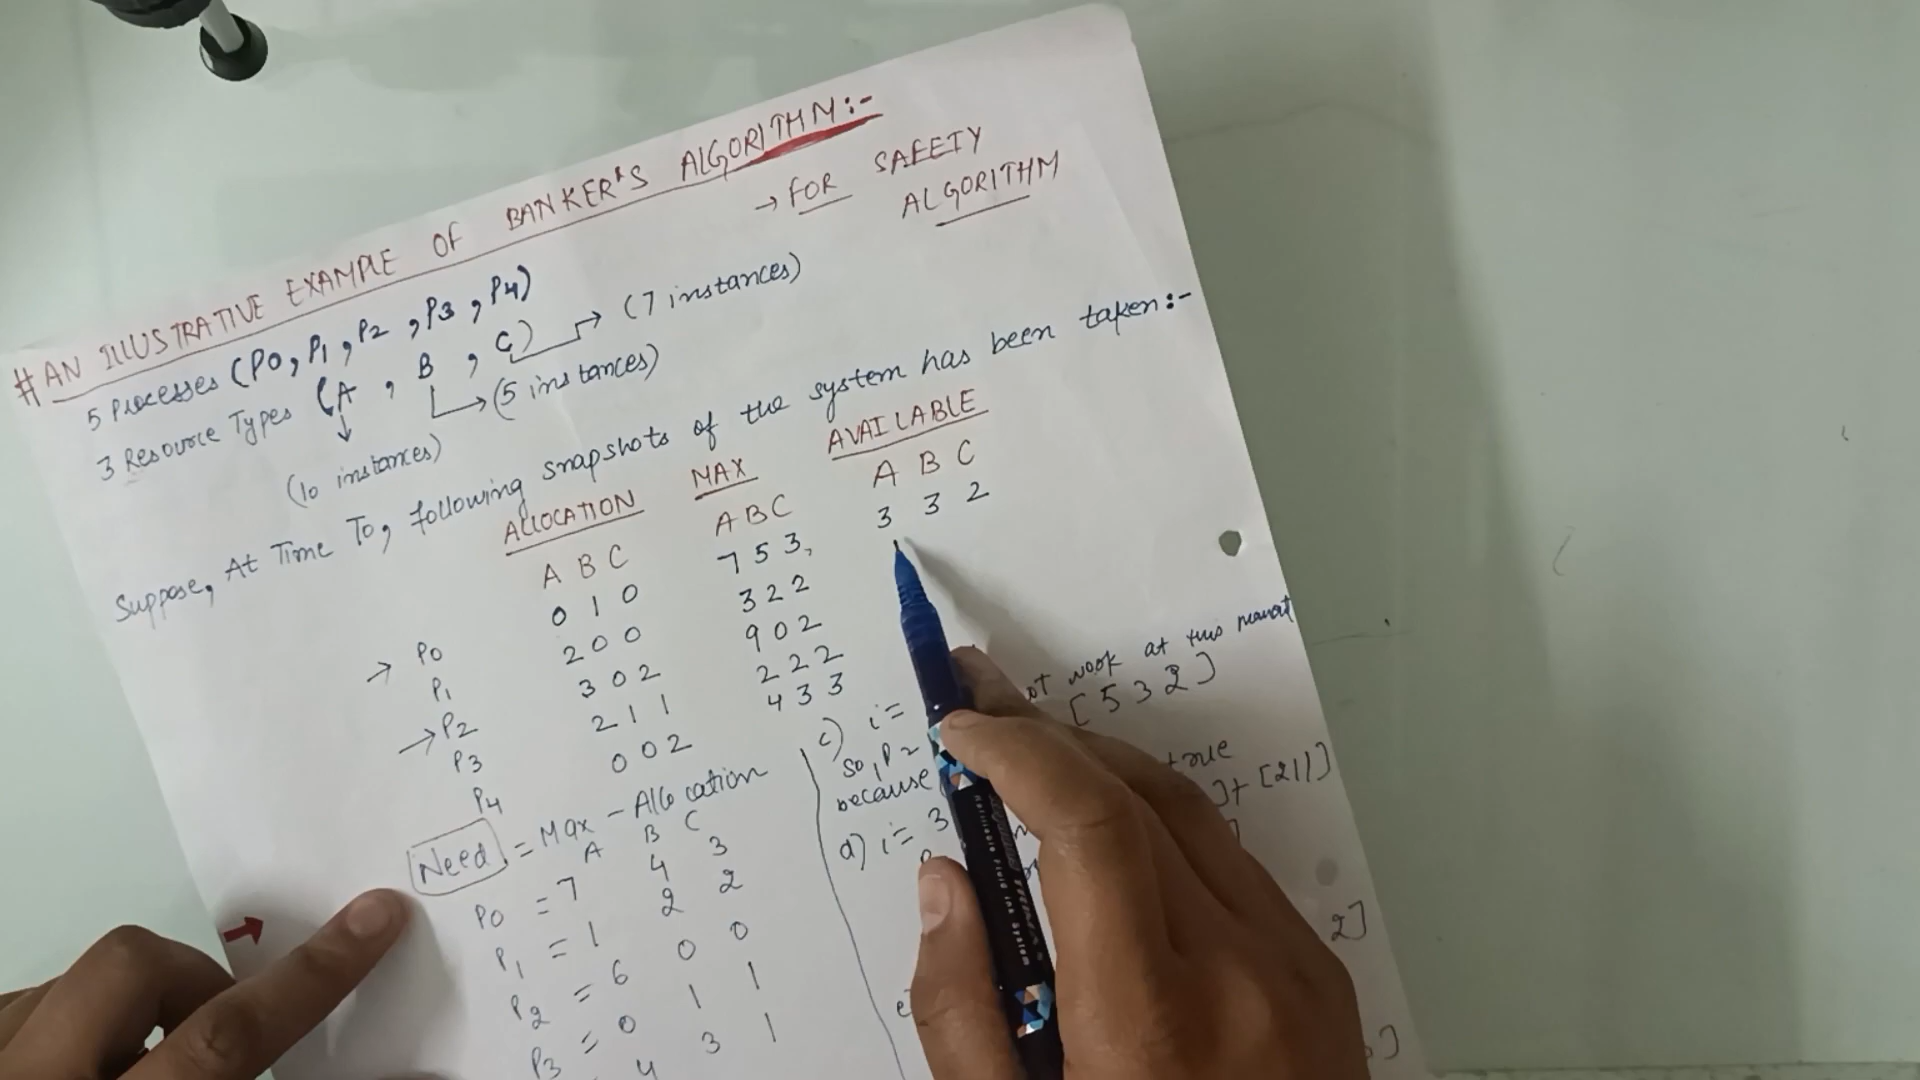 # AN ILLUSTRATIVE EXAMPLE OF BANKER'S ALGORITHM:-
→ FOR SAFETY
ALGORITHM
5 Processes (P0, P1, P2, P3, P4)
3 Resource Types (A, B, C) → (7 instances)
→ (5 instances)
(10 instances)
Suppose, At Time To, following snapshots of the system has been taken:-
ALLOCATION MAX AVAILABLE
A B C A B C A B C
→ P0 0 1 0 7 5 3, 3 3 2
P1 2 0 0 3 2 2
→ P2 3 0 2 9 0 2
P3 2 1 1 2 2 2
P4 0 0 2 4 3 3
Need = Max - Allocation
A B C
P0 = 7 4 3
P1 = 1 2 2
P2 = 6 0 0
P3 = 0 1 1
4 3 1
c) i = at this
so, P2 [5 3 2]
because true
d) i = 3 ]+ [211]
2]
e)